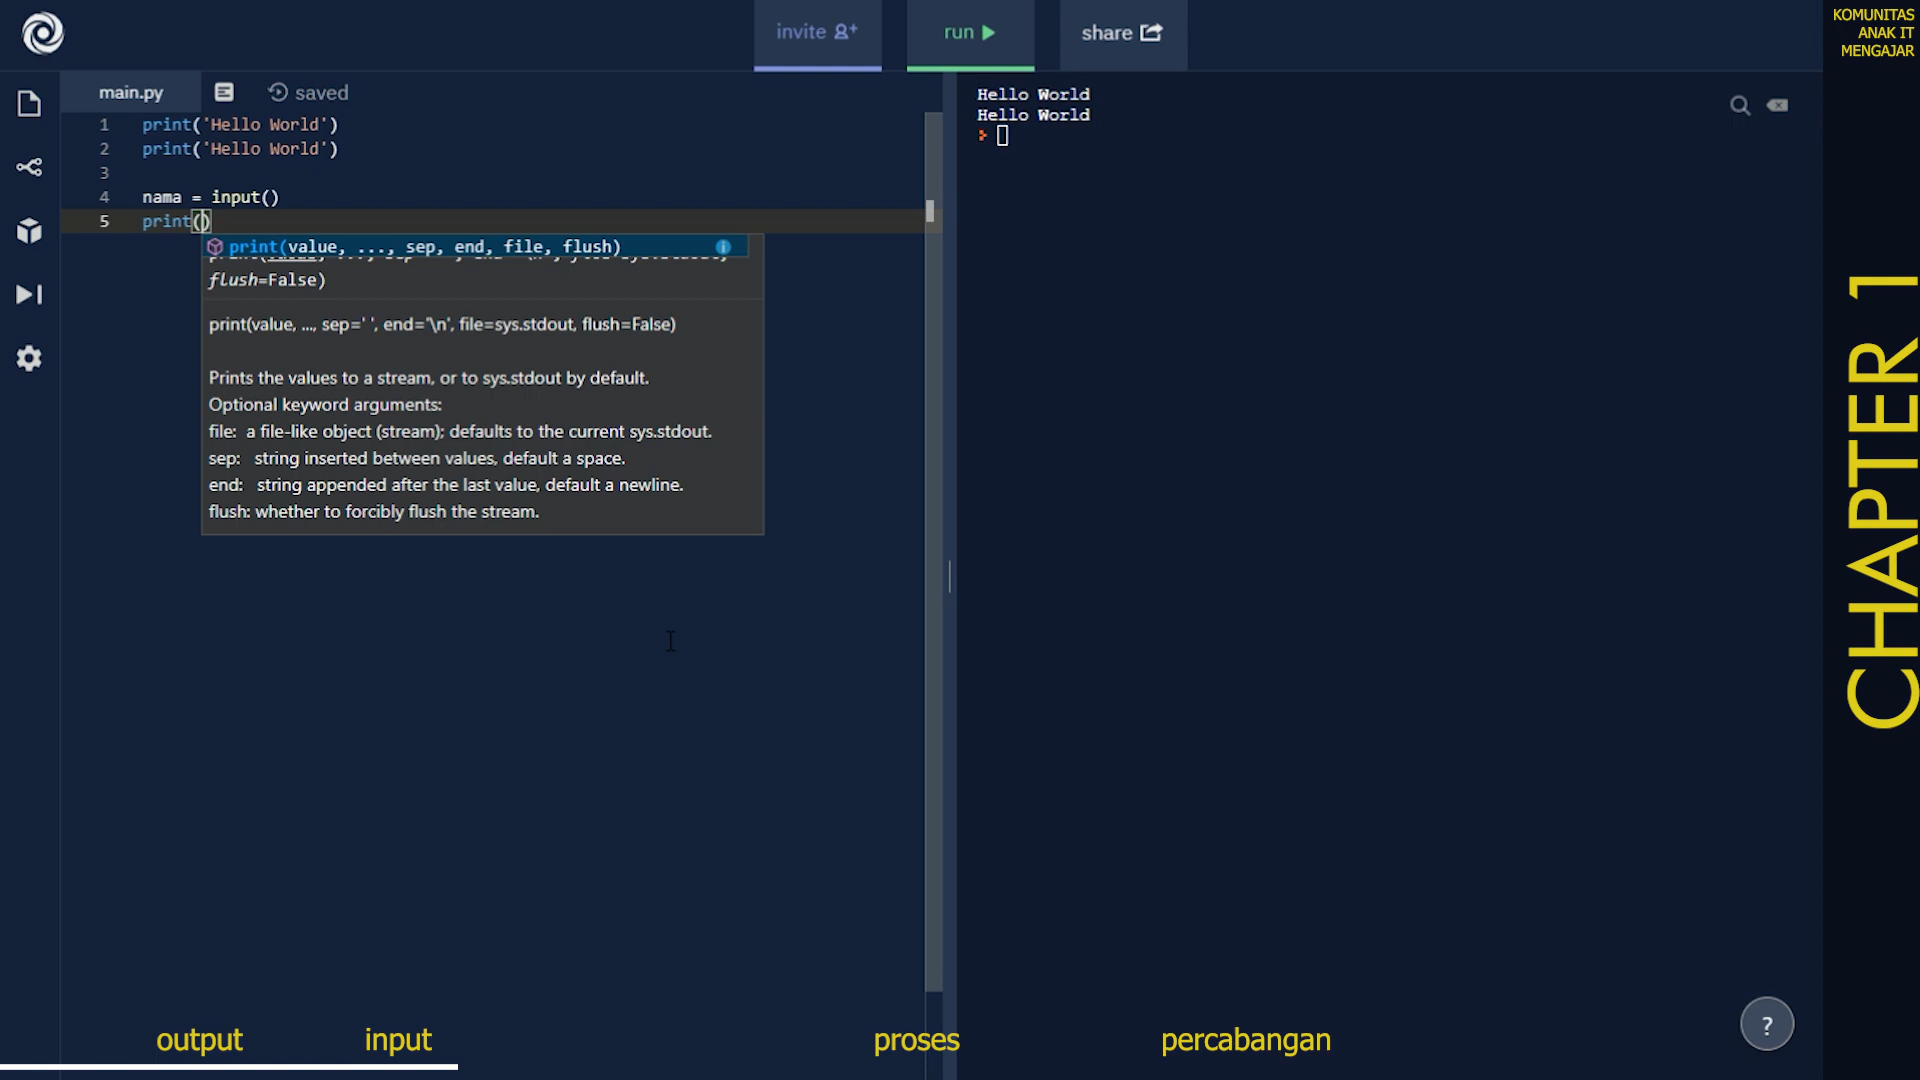 invite
run
share
KOMUNITAS
ANAK IT
MENGAJAR
main.py
saved
1 print('Hello World')
2 print('Hello World')
3
4 nama = input()
5 print()
print(value, ..., sep, end, file, flush)
flush=False)
print(value, ..., sep=' ', end='\n', file=sys.stdout, flush=False)
Prints the values to a stream, or to sys.stdout by default.
Optional keyword arguments:
file: a file-like object (stream); defaults to the current sys.stdout.
sep: string inserted between values, default a space.
end: string appended after the last value, default a newline.
flush: whether to forcibly flush the stream.
Hello World
Hello World
CHAPTER 1
output
input
proses
percabangan
?